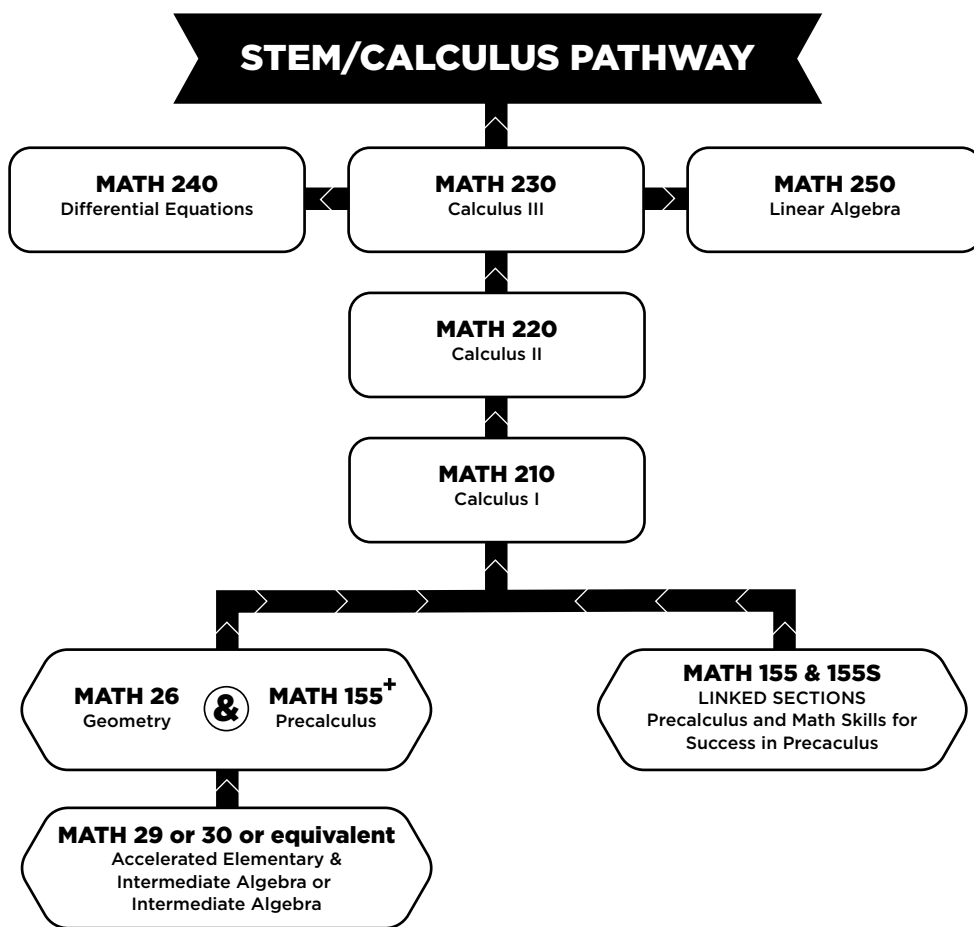 STEM/CALCULUS PATHWAY
MATH 240
Differential Equations
MATH 230
Calculus III
MATH 250
Linear Algebra
MATH 220
Calculus II
MATH 210
Calculus I
MATH 26
Geometry
&
MATH 155+
Precalculus
MATH 155 & 155S
LINKED SECTIONS
Precalculus and Math Skills for
Success in Precaculus
MATH 29 or 30 or equivalent
Accelerated Elementary &
Intermediate Algebra or
Intermediate Algebra